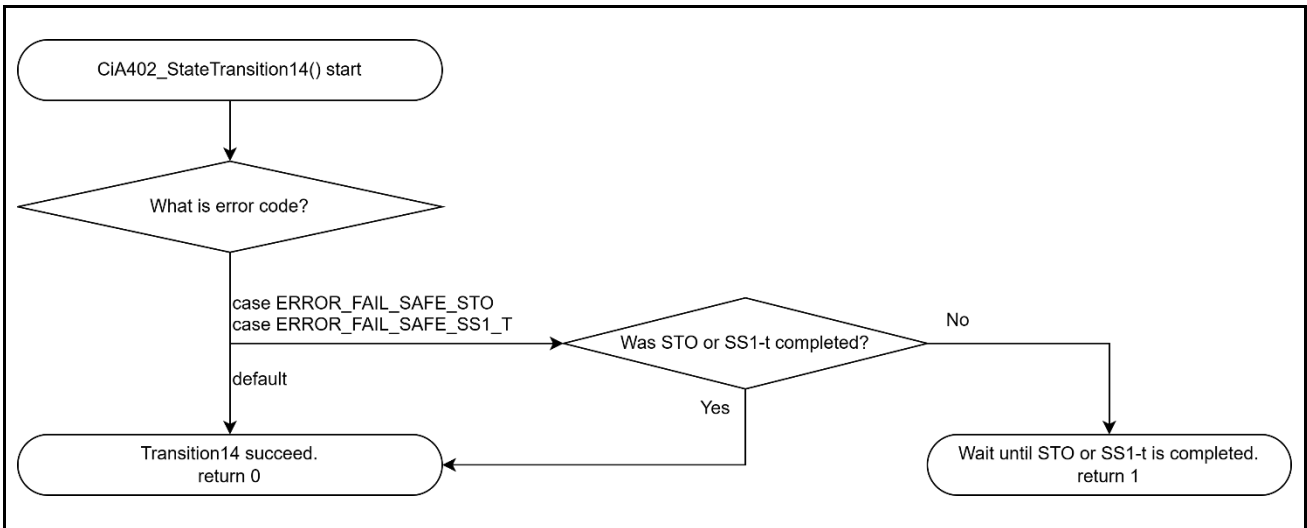 CiA402_StateTransition14() start
What is error code?
case ERROR_FAIL_SAFE_STO
case ERROR_FAIL_SAFE_SS1_T
default
Was STO or SS1-t completed?
No
Yes
Transition14 succeed.
return 0
Wait until STO or SS1-t is completed.
return 1